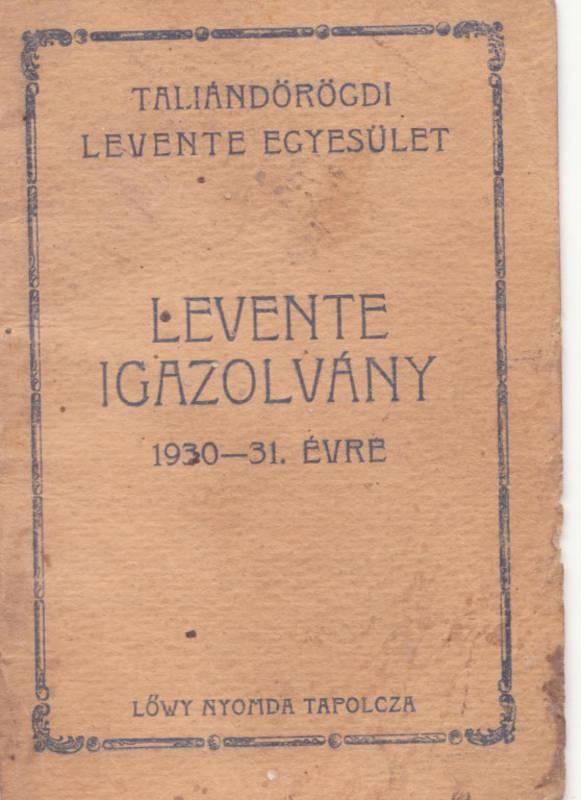 TALIÁNDÖRÖGDI
LEVENTE EGYESÜLET
LEVENTE
IGAZOLVÁNY
1930—31. ÉVRE
LŐWY NYOMDA TAPOLCZA